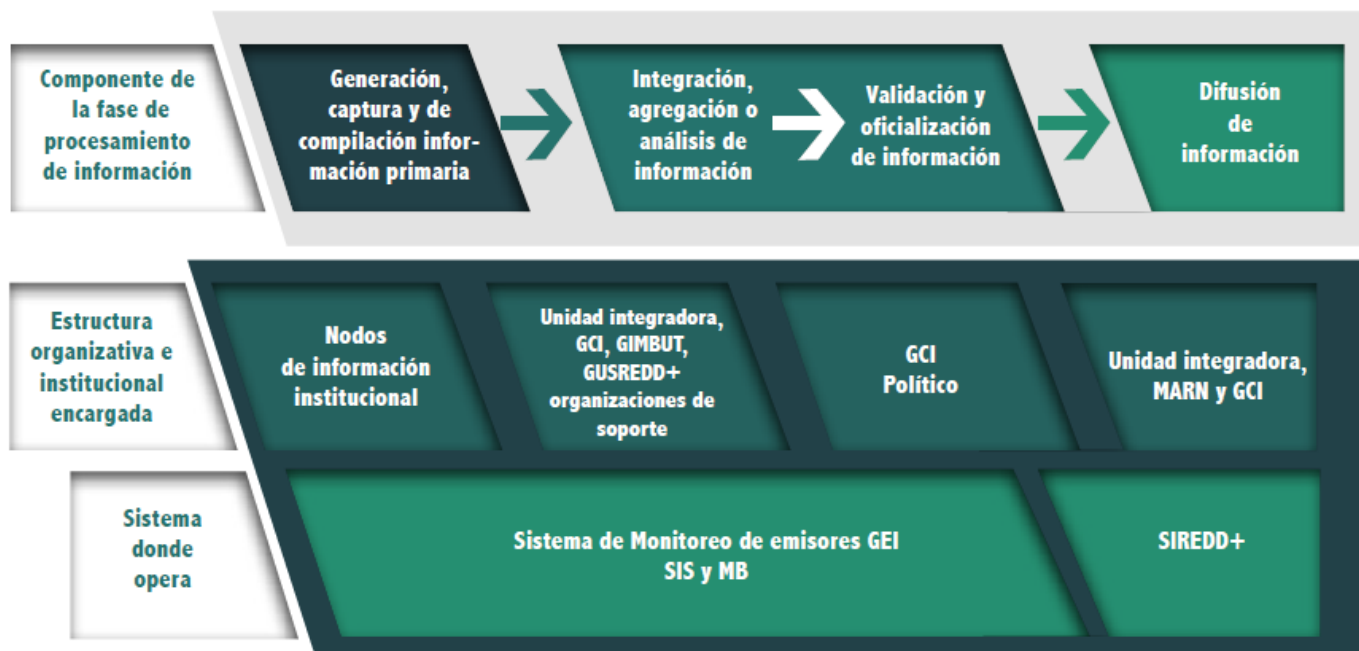 Componente de
la fase de
procesamiento
de información
Generación,
captura y de
compilación infor-
mación primaria
Integración,
agregación o
análisis de
información
Validación y
oficialización
de información
Difusión
de
información
Estructura
organizativa e
institucional
encargada
Nodos
de información
institucional
Unidad integradora,
GCI, GIMBUT,
GUSREDD+
organizaciones de
soporte
GCI
Político
Unidad integradora,
MARN y GCI
Sistema
donde
opera
Sistema de Monitoreo de emisores GEI
SIS y MB
SIREDD+